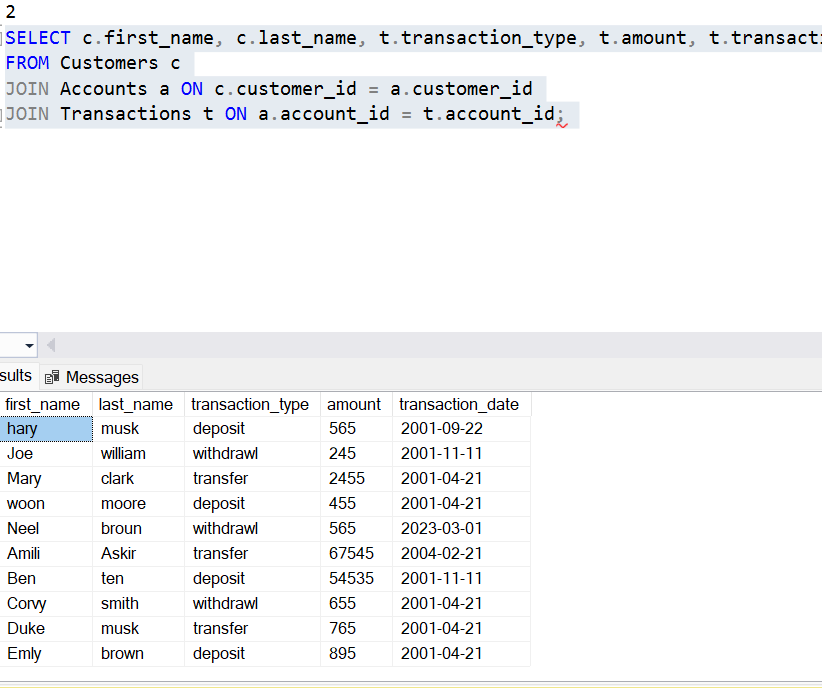 2
SELECT c.first_name, c.last_name, t.transaction_type, t.amount, t.transacti
FROM Customers c
JOIN Accounts a ON c.customer_id = a.customer_id
JOIN Transactions t ON a.account_id = t.account_id;
sults Messages
first_name last_name transaction_type amount transaction_date
hary musk deposit 565 2001-09-22
Joe william withdrawl 245 2001-11-11
Mary clark transfer 2455 2001-04-21
woon moore deposit 455 2001-04-21
Neel broun withdrawl 565 2023-03-01
Amili Askir transfer 67545 2004-02-21
Ben ten deposit 54535 2001-11-11
Corvy smith withdrawl 655 2001-04-21
Duke musk transfer 765 2001-04-21
Emly brown deposit 895 2001-04-21